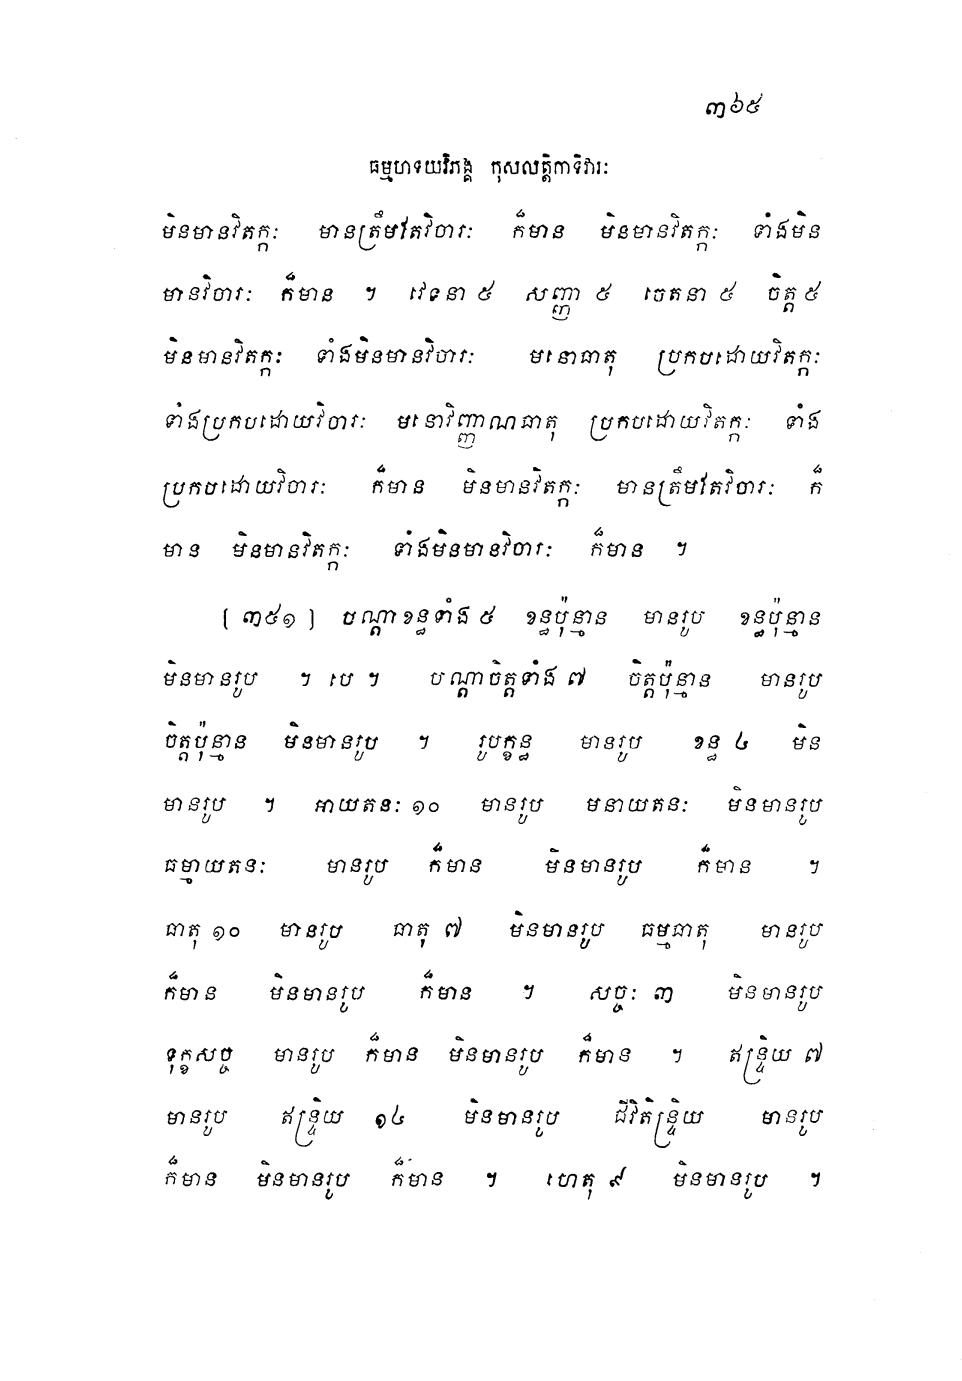 ៣៦៥
ធម្មហទយវិភង្គ កុសលត្តិកាទិវារៈ
មិនមានវិតក្កៈ មានត្រឹមតែវិចារៈ ក៏មាន មិនមានវិតក្កៈ ទាំងមិន
មានវិចារៈ ក៏មាន ។ វេទនា ៥ សញ្ញា ៥ ចេតនា ៥ ចិត្ត ៥
មិនមានវិតក្កៈ ទាំងមិនមានវិចារៈ មនោធាតុ ប្រកបដោយវិតក្កៈ
ទាំងប្រកបដោយវិចារៈ មនោវិញ្ញាណធាតុ ប្រកបដោយវិតក្កៈ ទាំង
ប្រកបដោយវិចារៈ ក៏មាន មិនមានវិតក្កៈ មានត្រឹមតែវិចារៈ ក៏
មាន មិនមានវិតក្កៈ ទាំងមិនមានវិចារៈ ក៏មាន ។
[ ៣៥១ ] បណ្តាខន្ធទាំង ៥ ខន្ធប៉ុន្មាន មានរូប ខន្ធប៉ុន្មាន
មិនមានរូប ។ បេ ។ បណ្តាចិត្តទាំង ៧ ចិត្តប៉ុន្មាន មានរូប
ចិត្តប៉ុន្មាន មិនមានរូប ។ រូបក្ខន្ធ មានរូប ខន្ធ ៤ មិន
មានរូប ។ អាយតនៈ ១០ មានរូប មនាយតនៈ មិនមានរូប
ធម្មាយតនៈ មានរូប ក៏មាន មិនមានរូប ក៏មាន ។
ធាតុ ១០ មានរូប ធាតុ ៧ មិនមានរូប ធម្មធាតុ មានរូប
ក៏មាន មិនមានរូប ក៏មាន ។ សច្ចៈ ៣ មិនមានរូប
ទុក្ខសច្ច មានរូប ក៏មាន មិនមានរូប ក៏មាន ។ ឥន្ទ្រិយ ៧
មានរូប ឥន្ទ្រិយ ១៤ មិនមានរូប ជីវិតិន្ទ្រិយ មានរូប
ក៏មាន មិនមានរូប ក៏មាន ។ ហេតុ ៩ មិនមានរូប ។